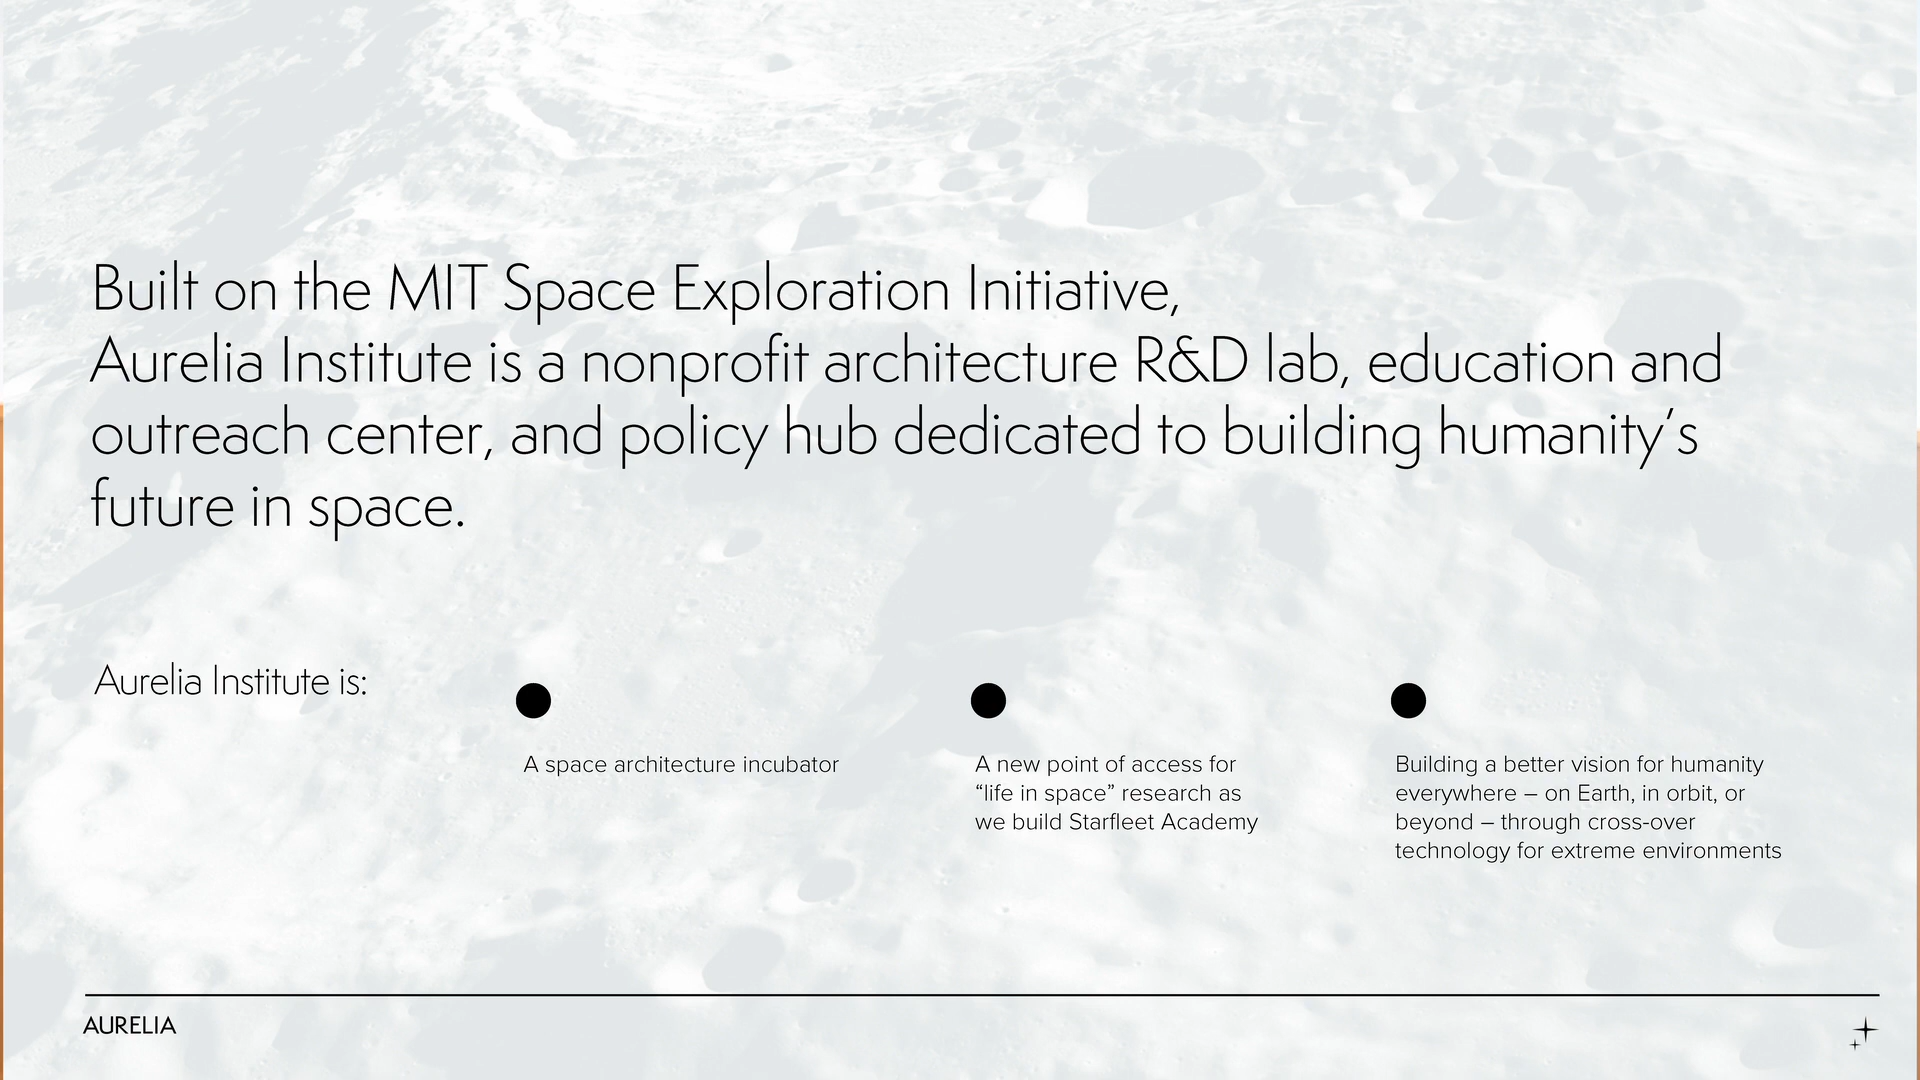 Built on the MIT Space Exploration Initiative,
Aurelia Institute is a nonprofit architecture R&D lab, education and
outreach center, and policy hub dedicated to building humanity’s
future in space.
Aurelia Institute is:
A space architecture incubator
A new point of access for
“life in space” research as
we build Starfleet Academy
Building a better vision for humanity
everywhere – on Earth, in orbit, or
beyond – through cross-over
technology for extreme environments
AURELIA